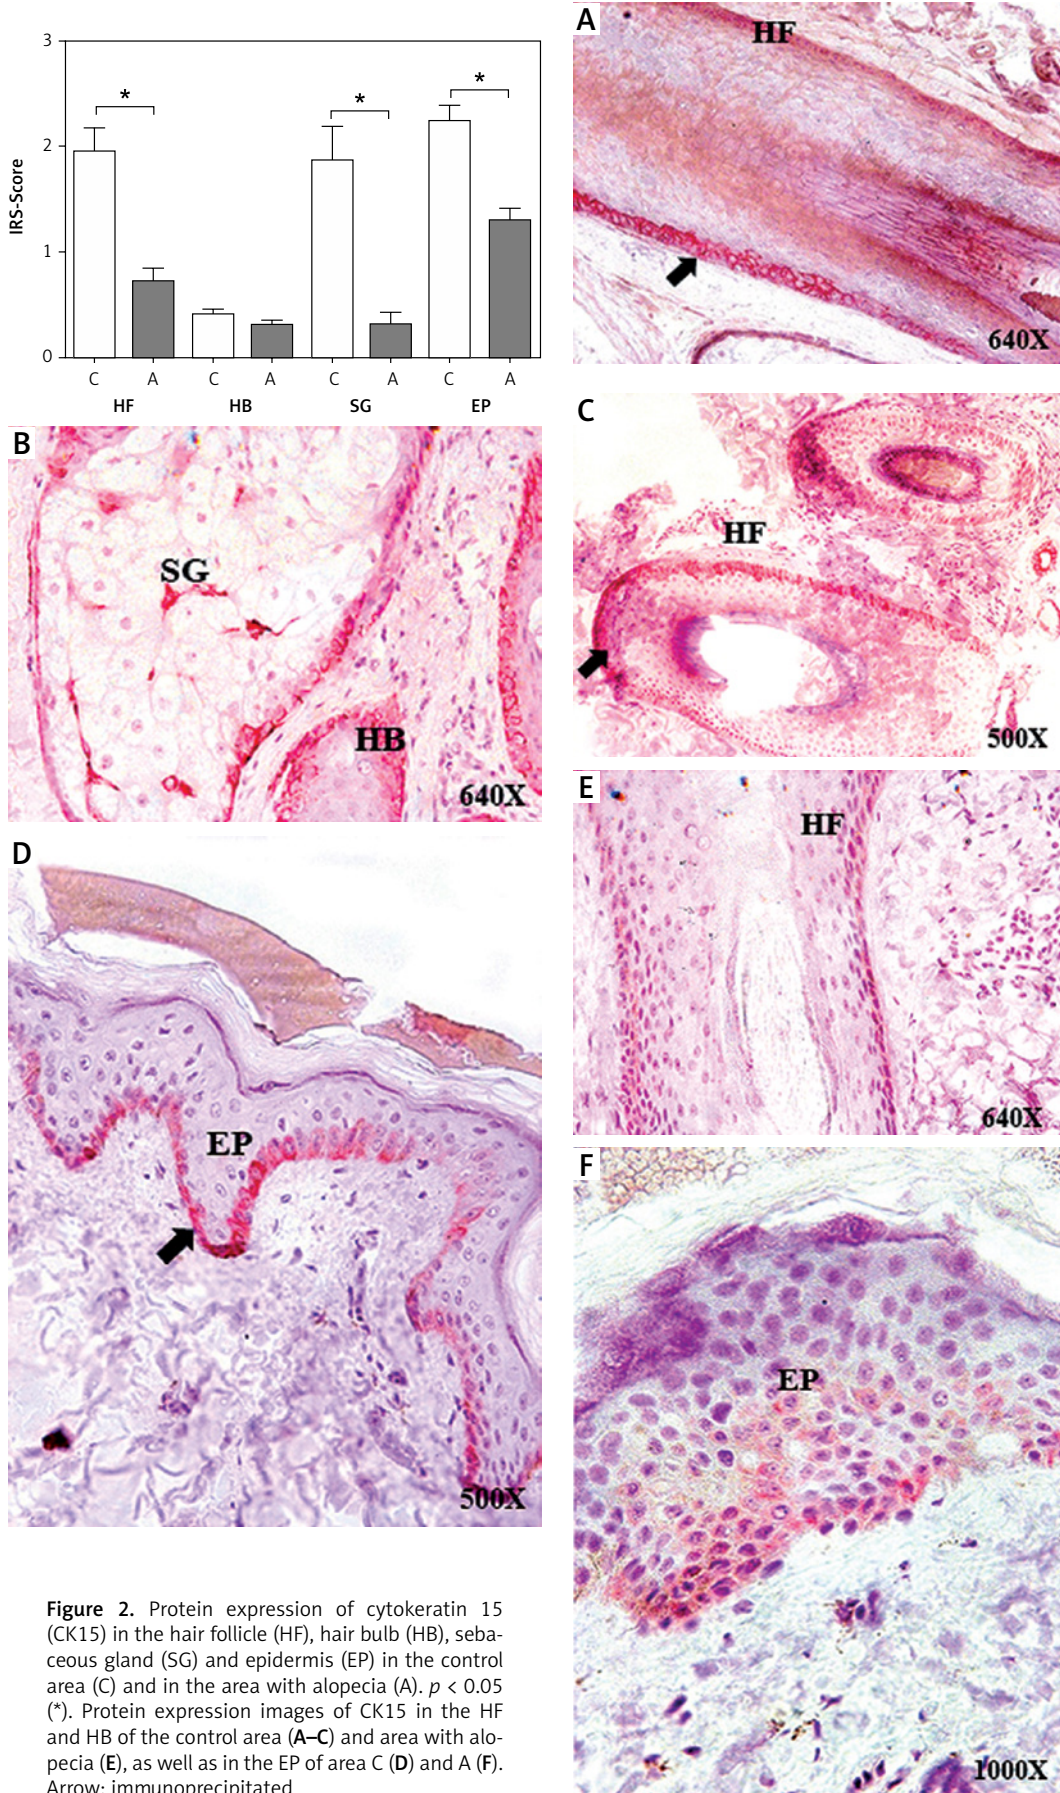 3
2
1
0
IRS-Score
*
*
*
C A C A C A C A
HF HB SG EP
A
HF
640X
B
SG
HB
640X
C
HF
500X
D
EP
500X
E
HF
640X
F
EP
1000X
Figure 2. Protein expression of cytokeratin 15
(CK15) in the hair follicle (HF), hair bulb (HB), seba-
ceous gland (SG) and epidermis (EP) in the control
area (C) and in the area with alopecia (A). p < 0.05
(*). Protein expression images of CK15 in the HF
and HB of the control area (A–C) and area with alo-
pecia (E), as well as in the EP of area C (D) and A (F).
Arrow: immunoprecipitated